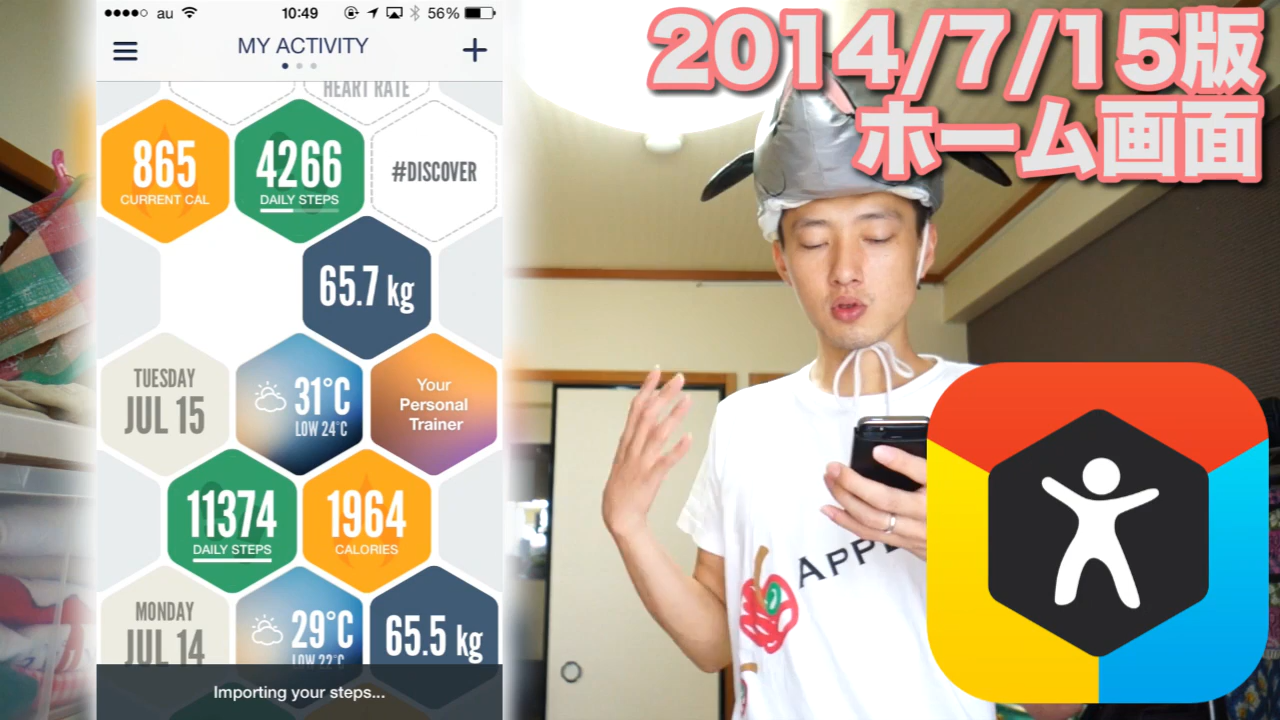 au
10:49
56%
MY ACTIVITY
HEART RATE
865
CURRENT CAL
4266
DAILY STEPS
#DISCOVER
65.7 kg
TUESDAY
JUL 15
31°C
LOW 24°C
Your
Personal
Trainer
11374
DAILY STEPS
1964
CALORIES
MONDAY
JUL 14
29°C
LOW 22°C
65.5 kg
Importing your steps...
2014/7/15版
ホーム画面